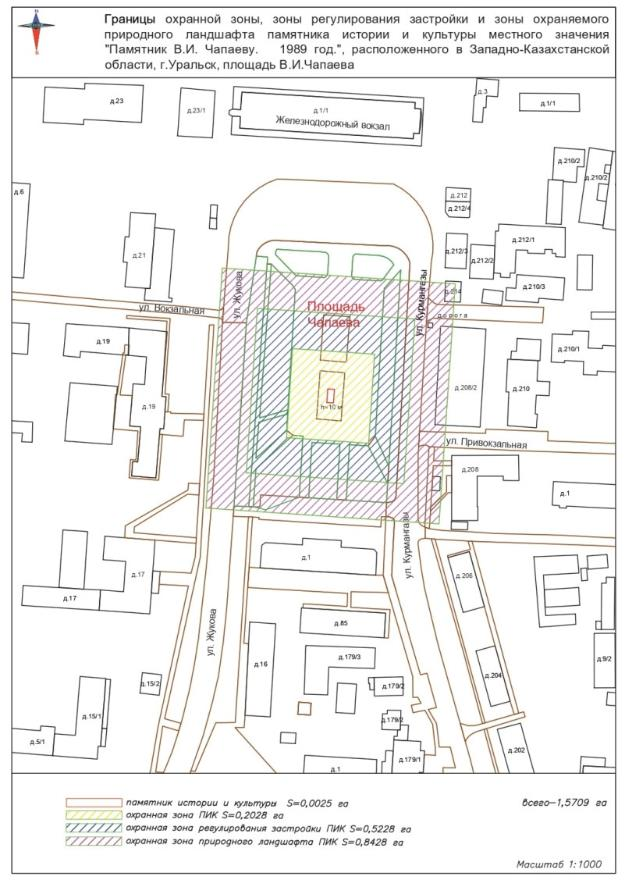 Границы охранной зоны, зоны регулирования застройки и зоны охраняемого
природного ландшафта памятника истории и культуры местного значения
"Памятник В.И. Чапаеву. 1989 год.", расположенного в Западно-Казахстанской
области, г.Уральск, площадь В.И.Чапаева
д.23
д.23/1
д.1/1
Железнодорожный вокзал
д.3
д.1/1
д.210/2
д.210/2
д.6
д.212
д.212/4
д.21
д.212/3
д.212/2
д.212/1
д.214
д.210/3
ул. Жукова
ул. Курмангазы
ул. Вокзальная
Площадь
Чапаева
дорога
д.19
д.210/1
д.208/2
д.210
д.19
h=10 м
ул. Привокзальная
д.208
д.1
ул. Курмангазы
д.1
д.17
д.17
д.206
ул. Жукова
д.85
д.16
д.179/3
д.9/2
д.15/2
д.179/2
д.204
д.15/1
д.179/2
д.5/1
д.202
д.1
д.179/1
памятник истории и культуры S=0,0025 га
всего-1,5709 га
охранная зона ПИК S=0,2028 га
охранная зона регулирования застройки ПИК S=0,5228 га
охранная зона природного ландшафта ПИК S=0,8428 га
Масштаб 1:1000